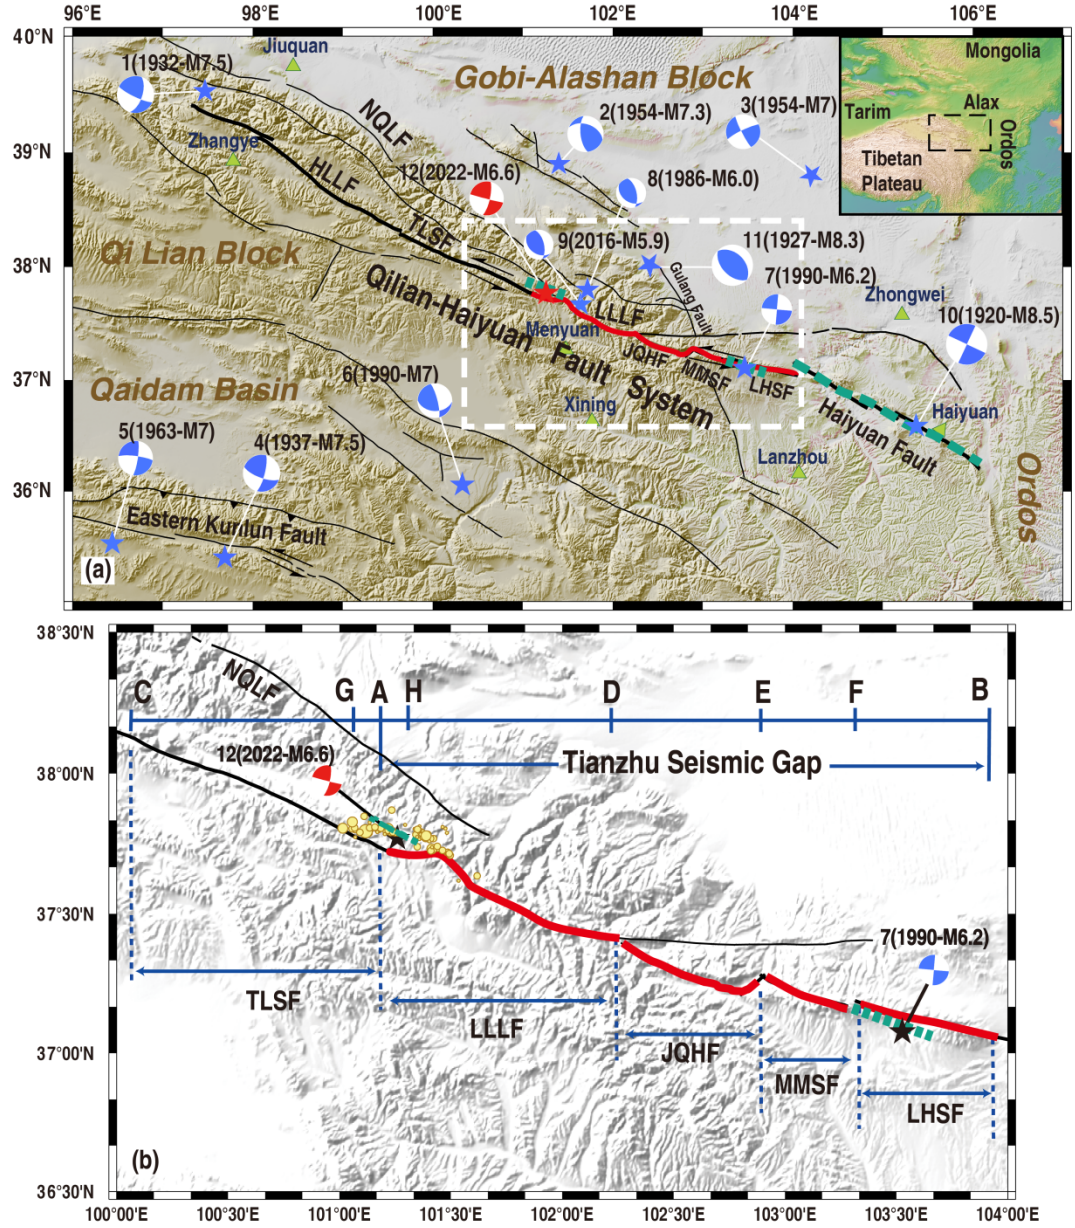 96°E 98°E 100°E 102°E 104°E 106°E
40°N
39°N
38°N
37°N
36°N
Jiuquan
1(1932-M7.5)
Gobi-Alashan Block
Mongolia
Tarim
Alax
Ordos
Tibetan
Plateau
NQLF
2(1954-M7.3)
3(1954-M7)
Zhangye
HLLF
12(2022-M6.6)
8(1986-M6.0)
TLSF
9(2016-M5.9)
11(1927-M8.3)
Qi Lian Block
7(1990-M6.2)
Gulang Fault
Zhongwei
10(1920-M8.5)
Qilian-Haiyuan Fault System
LLLF
Menyuan
JQHF
MMSF
LHSF
Qaidam Basin
6(1990-M7)
Xining
Haiyuan
Haiyuan Fault
5(1963-M7)
4(1937-M7.5)
Lanzhou
Ordos
Eastern Kunlun Fault
(a)
38°50'N
38°00'N
37°50'N
37°00'N
36°50'N
C G A H D E F B
NQLF
12(2022-M6.6)
Tianzhu Seismic Gap
7(1990-M6.2)
TLSF
LLLF
JQHF
MMSF
LHSF
(b)
100°00'E 100°50'E 101°00'E 101°50'E 102°00'E 102°50'E 103°00'E 103°50'E 104°00'E